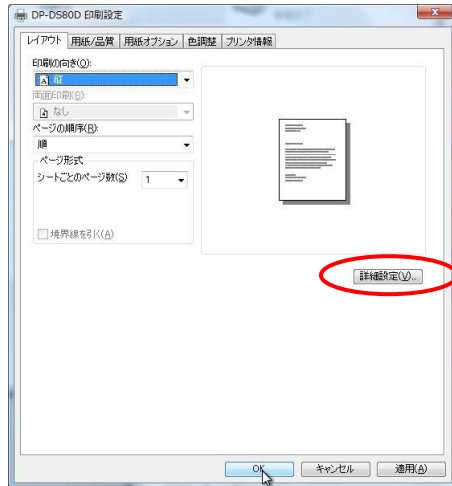 DP-DS80D 印刷設定
レイアウト 用紙/品質 用紙オプション 色調整 プリンタ情報
印刷の向き(O):
縦
両面印刷(B):
なし
ページの順序(R):
順
ページ形式
シートごとのページ数(S) 1
境界線を引く(A)
詳細設定(V)...
OK キャンセル 適用(A)